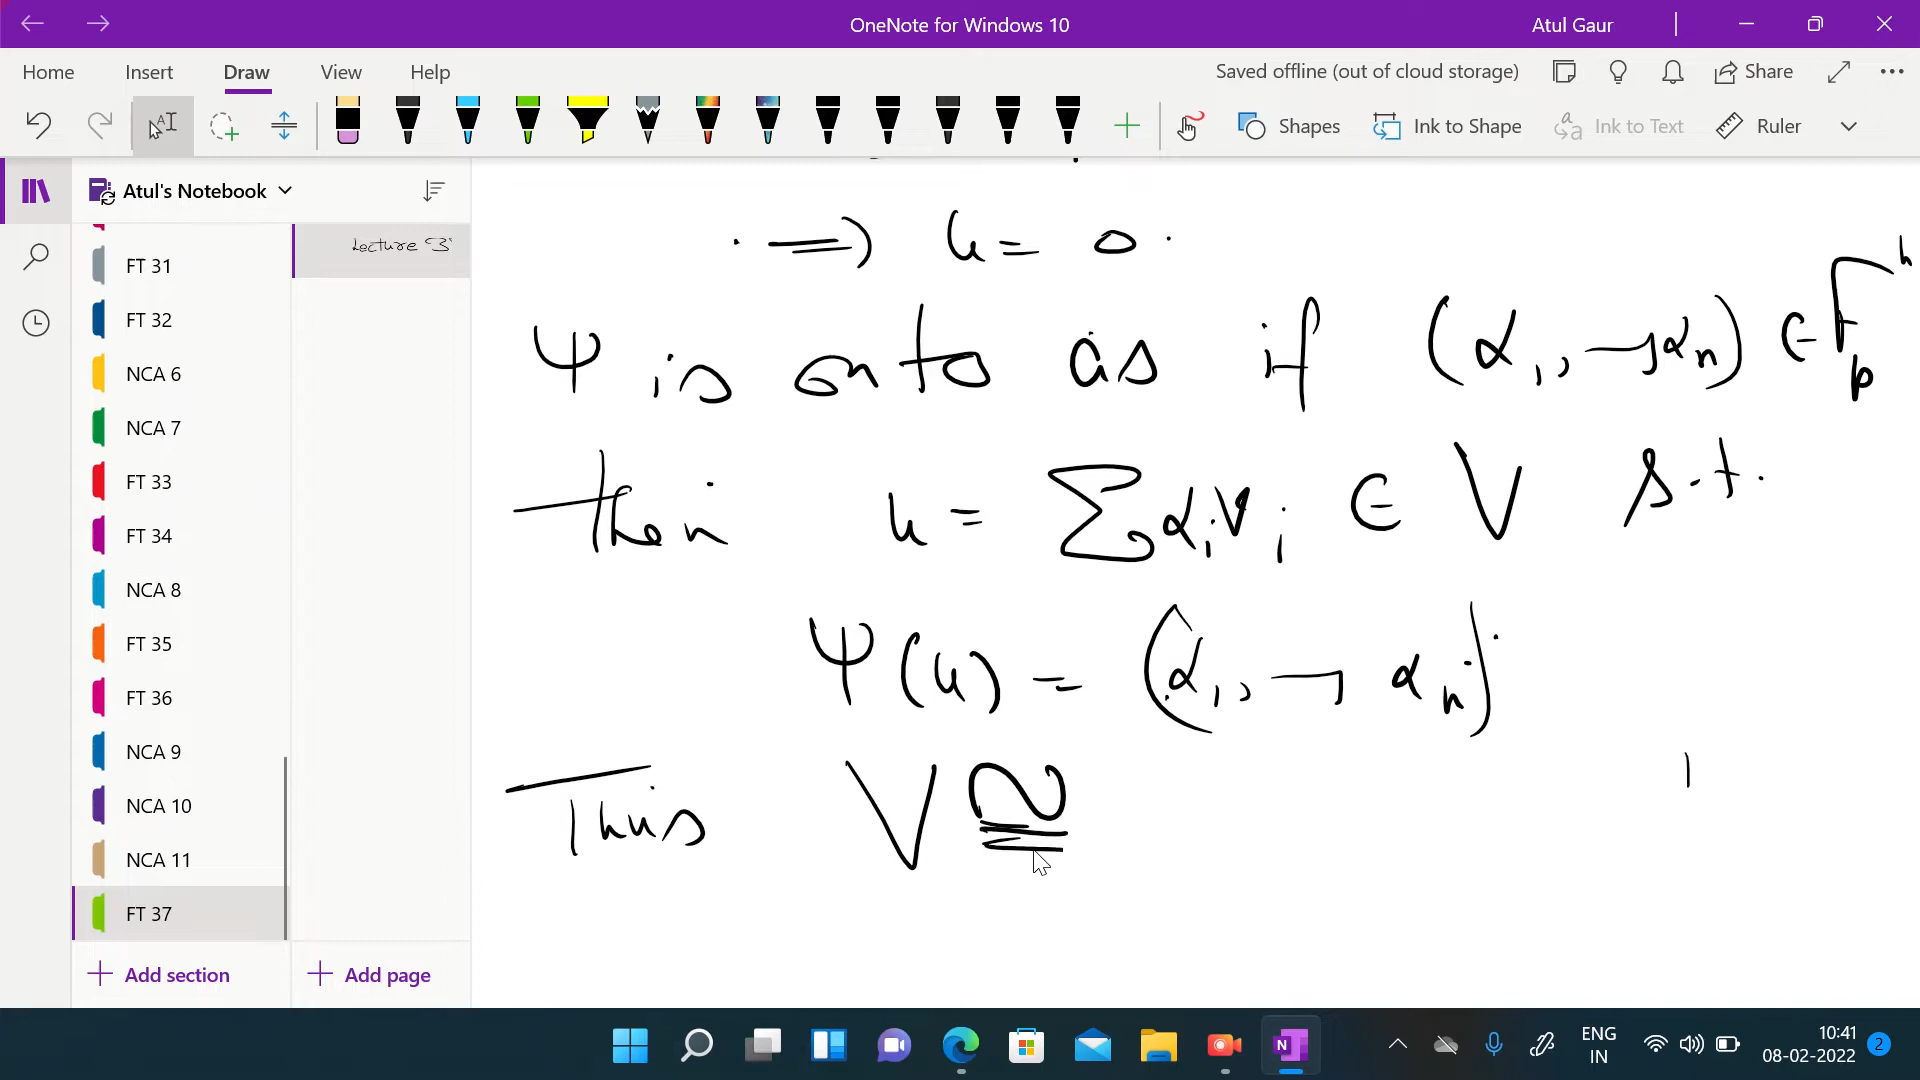 OneNote for Windows 10
Atul Gaur
Home Insert Draw View Help
Saved offline (out of cloud storage)
Share
Shapes
Ink to Shape
Ink to Text
Ruler
Atul's Notebook
Lecture 3
FT 31
FT 32
NCA 6
NCA 7
FT 33
FT 34
NCA 8
FT 35
FT 36
NCA 9
NCA 10
NCA 11
FT 37
+ Add section
+ Add page
⟹ u = 0.
Ψ is onto as if (α₁, → αₙ) ∈ Fₚⁿ
then u = ∑αᵢvᵢ ∈ V s.t.
Ψ(u) = (α₁, → αₙ).
Thus V ≅
ENG
IN
10:41
08-02-2022
2